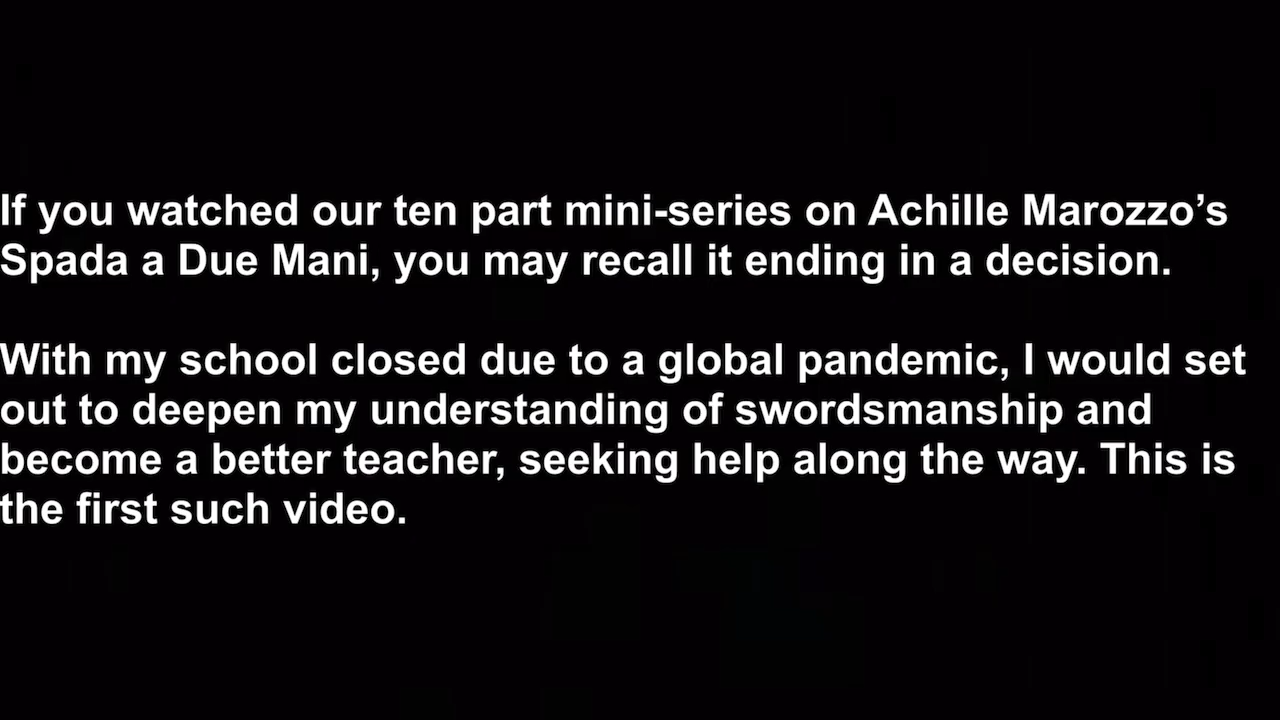 If you watched our ten part mini-series on Achille Marozzo’s
Spada a Due Mani, you may recall it ending in a decision.
With my school closed due to a global pandemic, I would set
out to deepen my understanding of swordsmanship and
become a better teacher, seeking help along the way. This is
the first such video.